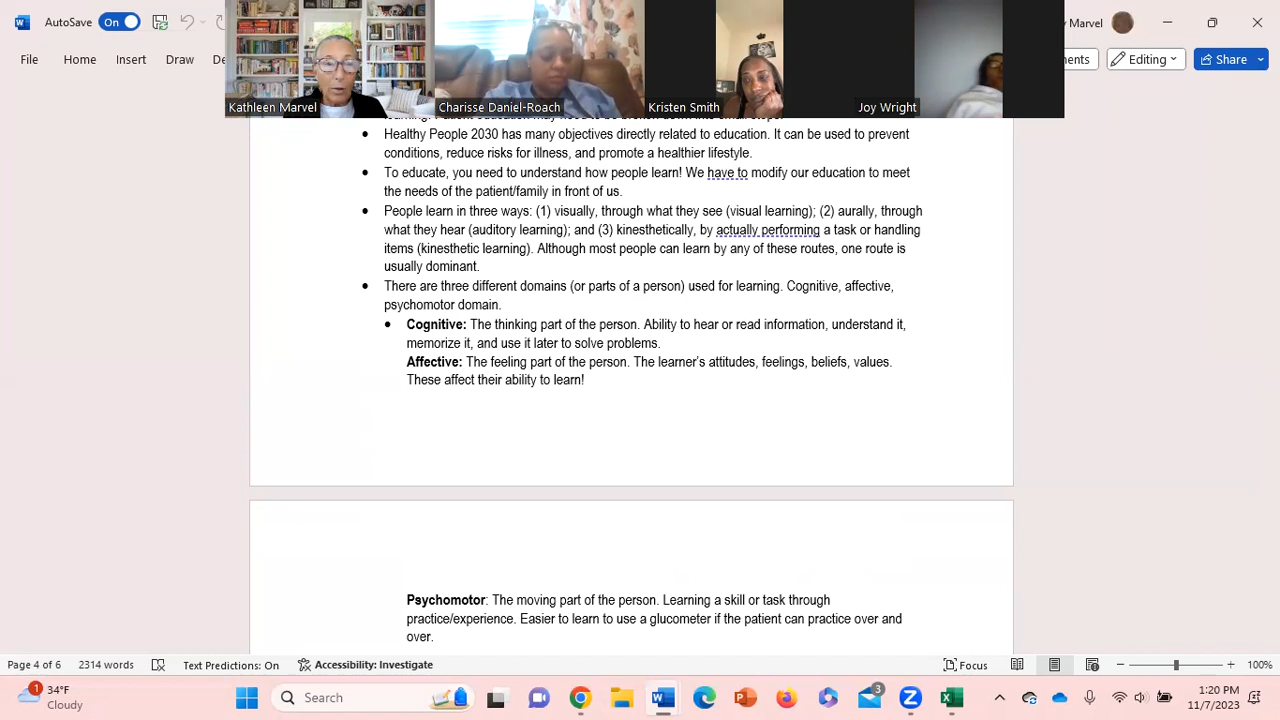 AutoSave On
Marvel
File Home Insert Draw
Editing Share
Kathleen Marvel
Charisse Daniel-Roach
Kristen Smith
Joy Wright
Healthy People 2030 has many objectives directly related to education. It can be used to prevent
conditions, reduce risks for illness, and promote a healthier lifestyle.
To educate, you need to understand how people learn! We have to modify our education to meet
the needs of the patient/family in front of us.
People learn in three ways: (1) visually, through what they see (visual learning); (2) aurally, through
what they hear (auditory learning); and (3) kinesthetically, by actually performing a task or handling
items (kinesthetic learning). Although most people can learn by any of these routes, one route is
usually dominant.
There are three different domains (or parts of a person) used for learning. Cognitive, affective,
psychomotor domain.
Cognitive: The thinking part of the person. Ability to hear or read information, understand it,
memorize it, and use it later to solve problems.
Affective: The feeling part of the person. The learner's attitudes, feelings, beliefs, values.
These affect their ability to learn!
Psychomotor: The moving part of the person. Learning a skill or task through
practice/experience. Easier to learn to use a glucometer if the patient can practice over and
over.
Page 4 of 6 2314 words Text Predictions: On Accessibility: Investigate Focus 100%
1 34°F
Cloudy
Search
3
1:20 PM
11/7/2023